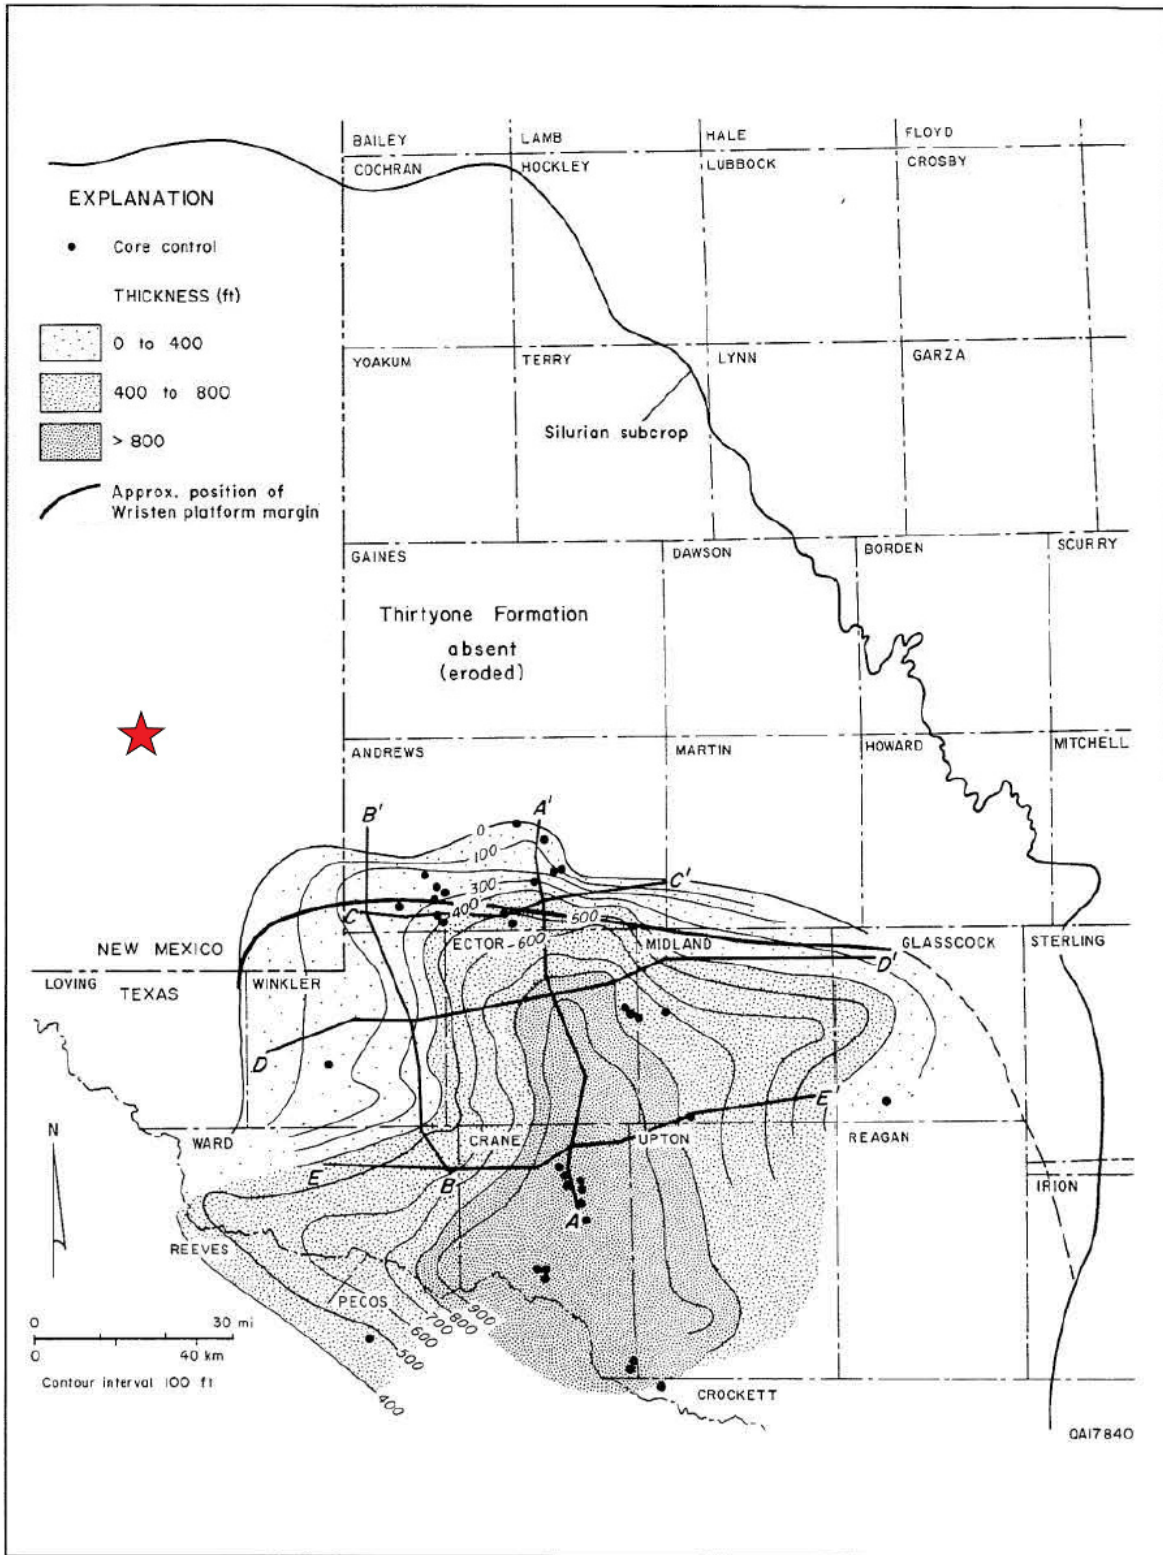 BAILEY
LAMB
HALE
FLOYD
COCHRAN
HOCKLEY
LUBBOCK
CROSBY
EXPLANATION
Core control
THICKNESS (ft)
0 to 400
400 to 800
> 800
Approx. position of
Wristen platform margin
YOAKUM
TERRY
LYNN
GARZA
Silurian subcrop
GAINES
DAWSON
BORDEN
SCURRY
Thirtyone Formation
absent
(eroded)
ANDREWS
MARTIN
HOWARD
MITCHELL
B'
A'
0
100
300
C'
C
400
500
ECTOR
600
MIDLAND
GLASSCOCK
STERLING
D'
NEW MEXICO
LOVING
TEXAS
WINKLER
D
E'
N
WARD
CRANE
UPTON
REAGAN
E
B
IRION
A
REEVES
PECOS
900
800
700
600
500
400
0 30 mi
0 40 km
Contour interval 100 ft
CROCKETT
QA17840